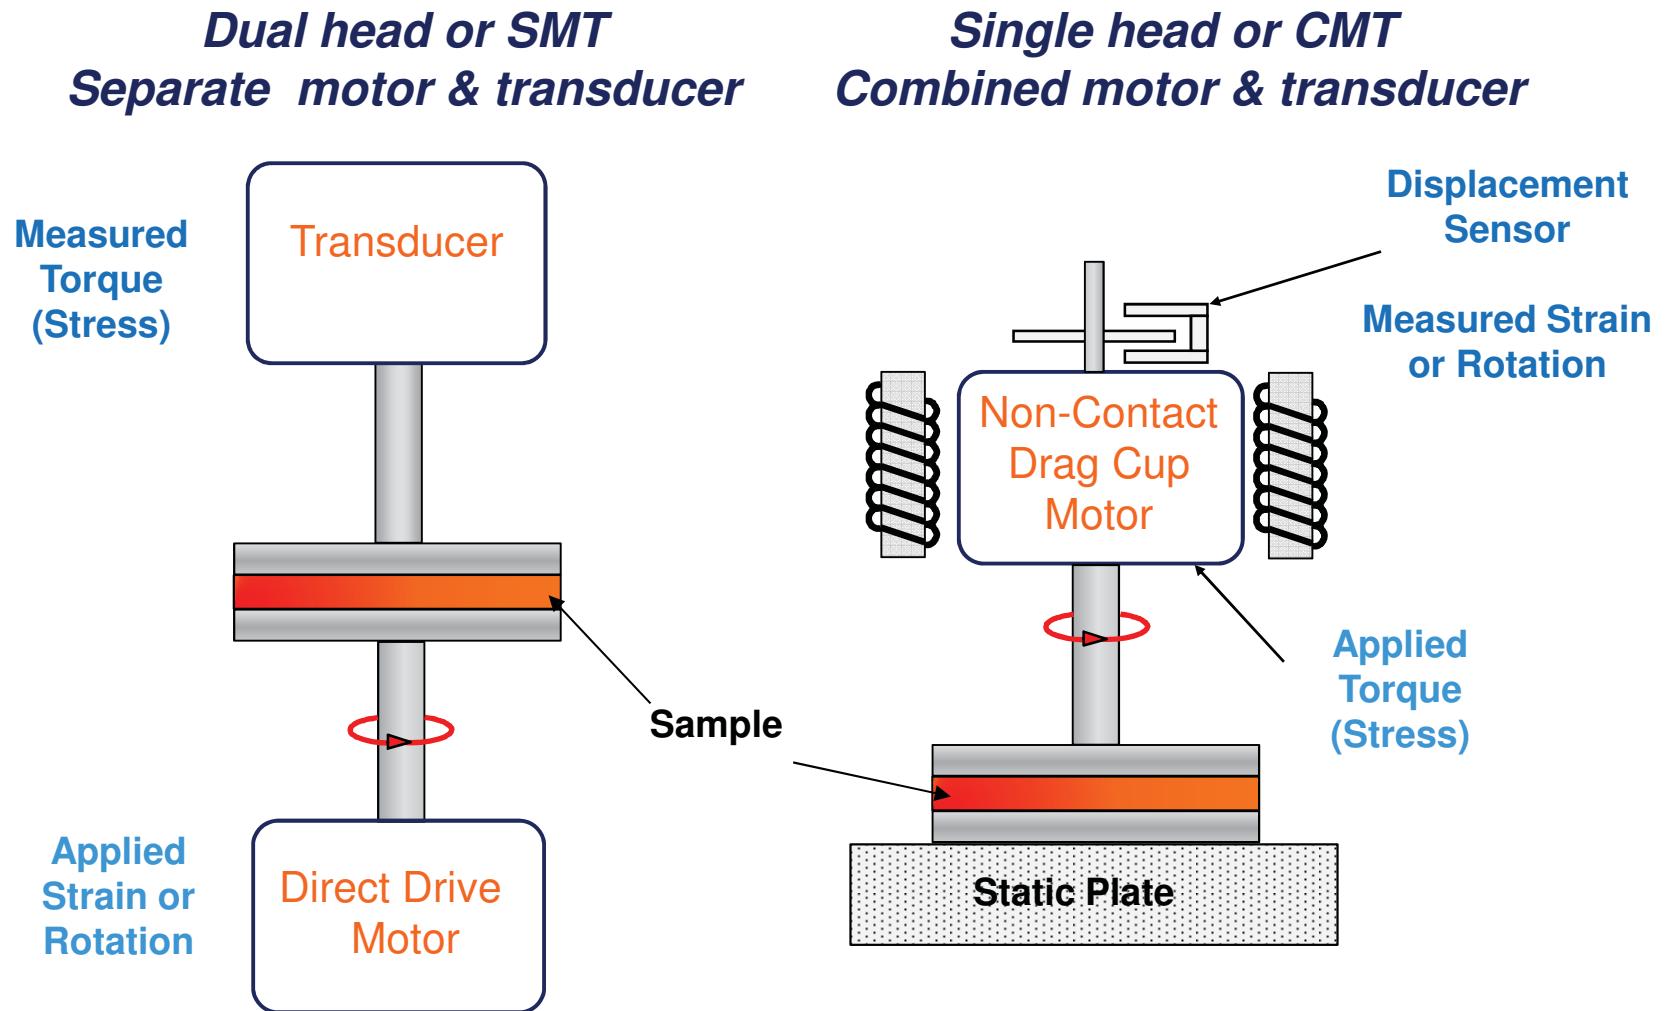 Dual head or SMT
Separate motor & transducer
Single head or CMT
Combined motor & transducer
Measured
Torque
(Stress)
Transducer
Sample
Applied
Strain or
Rotation
Direct Drive
Motor
Displacement
Sensor
Measured Strain
or Rotation
Non-Contact
Drag Cup
Motor
Applied
Torque
(Stress)
Static Plate